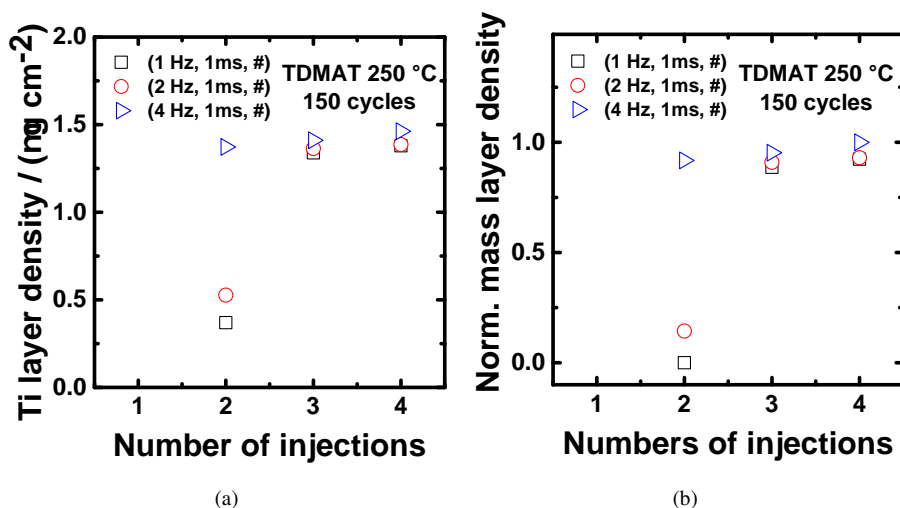 Ti layer density / cm-2)
2.0
1.5
1.0
0.5
0.0
(1 Hz, 1ms, #)
(2 Hz, 1ms, #)
(4 Hz, 1ms, #)
TDMAT 250 °C
150 cycles
1 2 3 4
Number of injections
(a)
Norm. mass layer density
1.0
0.5
0.0
(1 Hz, 1ms, #)
(2 Hz, 1ms, #)
(4 Hz, 1ms, #)
TDMAT 250 °C
150 cycles
1 2 3 4
Numbers of injections
(b)